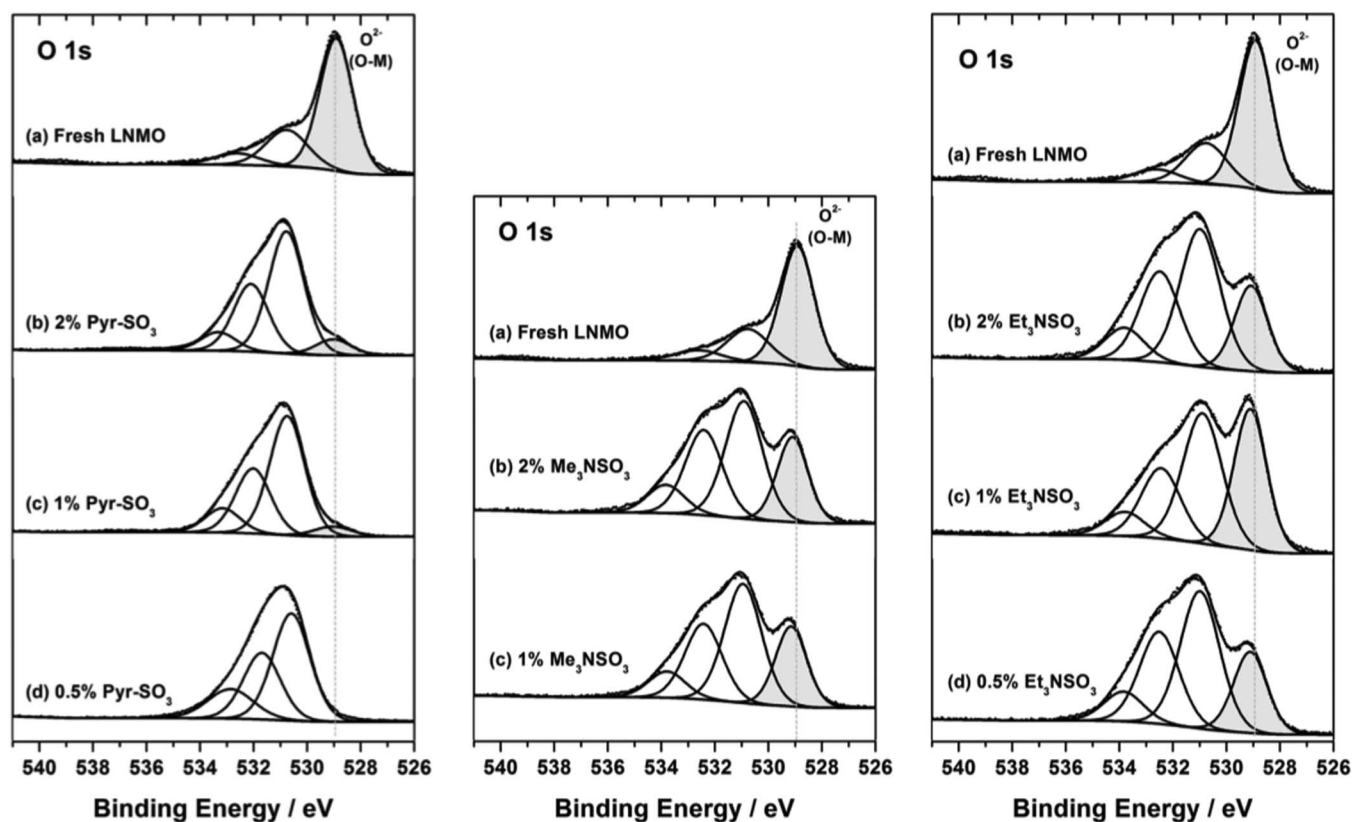 O 1s
O²⁻
(O-M)
(a) Fresh LNMO
(b) 2% Pyr-SO₃
(c) 1% Pyr-SO₃
(d) 0.5% Pyr-SO₃
540 538 536 534 532 530 528 526
Binding Energy / eV
O 1s
O²⁻
(O-M)
(a) Fresh LNMO
(b) 2% Me₃NSO₃
(c) 1% Me₃NSO₃
540 538 536 534 532 530 528 526
Binding Energy / eV
O 1s
O²⁻
(O-M)
(a) Fresh LNMO
(b) 2% Et₃NSO₃
(c) 1% Et₃NSO₃
(d) 0.5% Et₃NSO₃
540 538 536 534 532 530 528 526
Binding Energy / eV